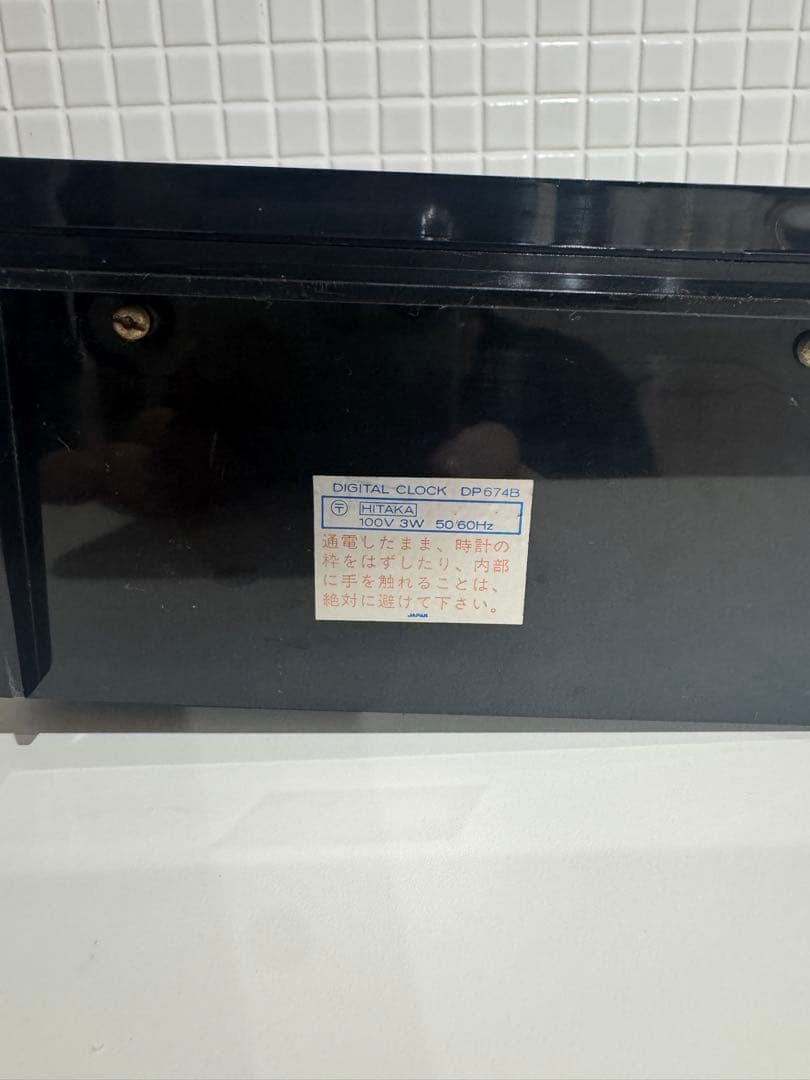 DIGITAL CLOCK DP674B
〒 HITAKA
100V 3W 50/60Hz
通電したまま、時計の
枠をはずしたり、内部
に手を触れることは、
絶対に避けて下さい。
JAPAN